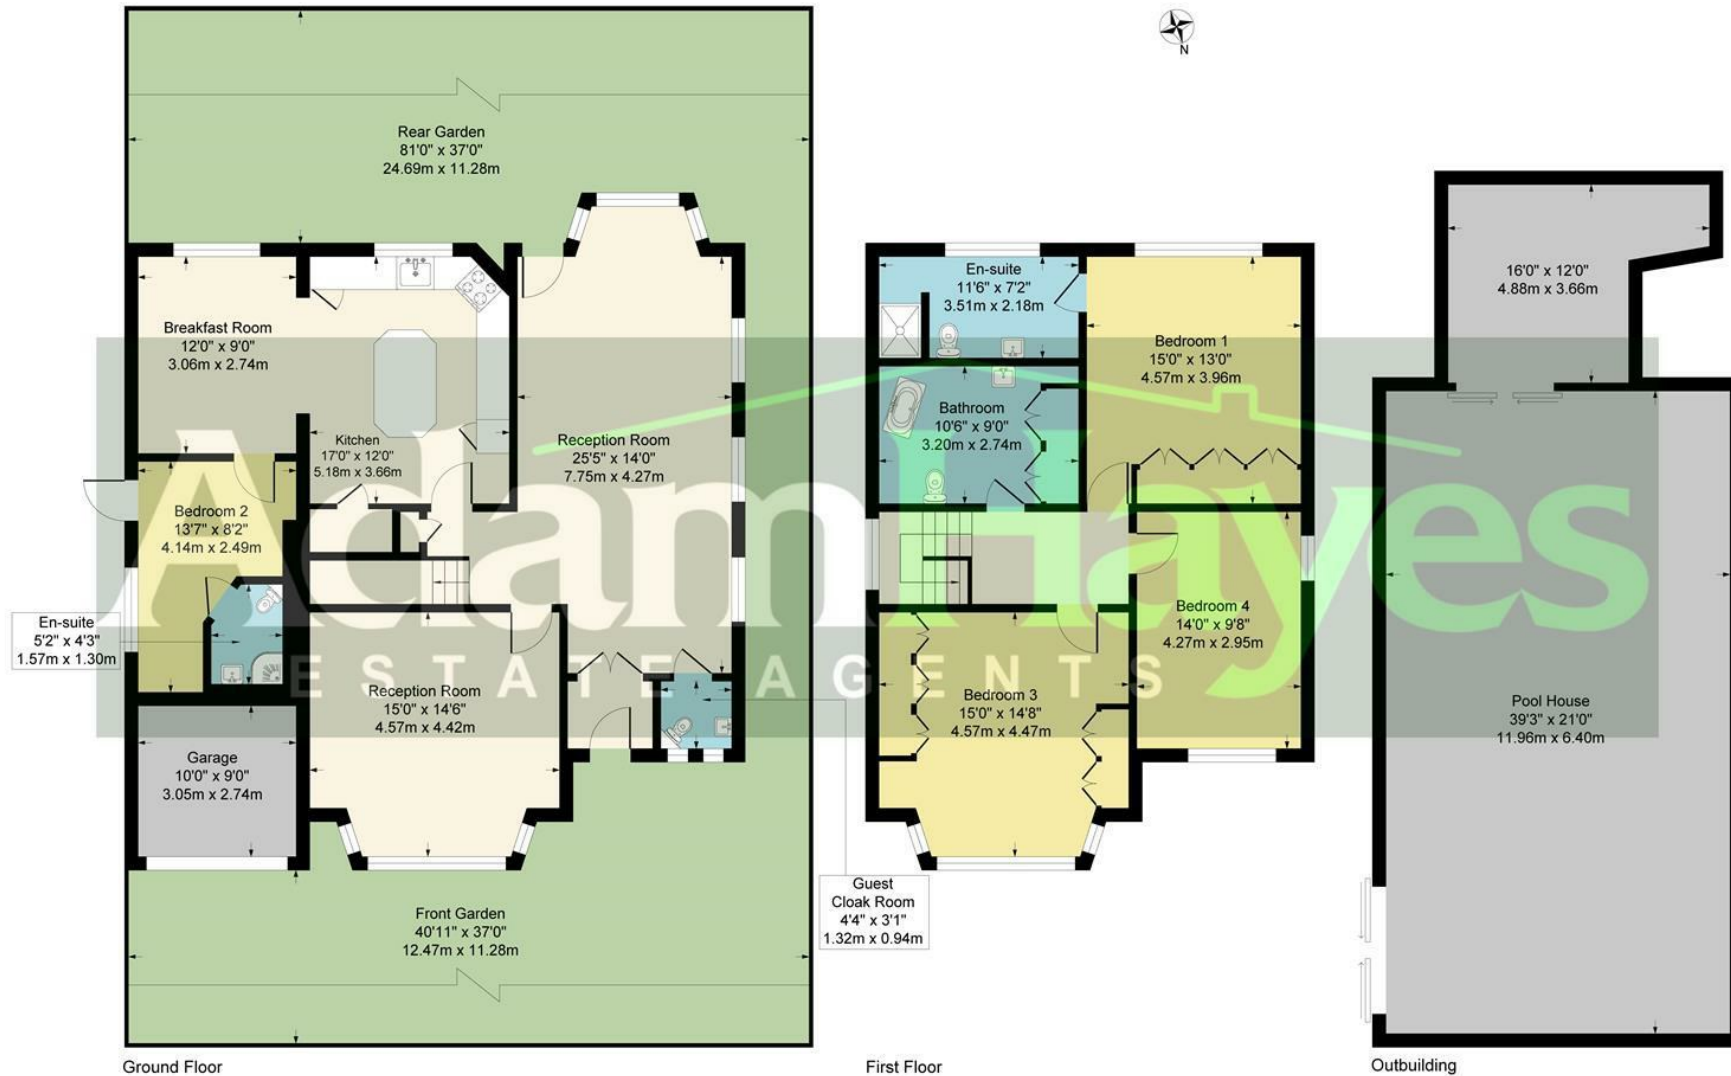 N
Rear Garden
81'0" x 37'0"
24.69m x 11.28m
Breakfast Room
12'0" x 9'0"
3.06m x 2.74m
Kitchen
17'0" x 12'0"
5.18m x 3.66m
Reception Room
25'5" x 14'0"
7.75m x 4.27m
Bedroom 2
13'7" x 8'2"
4.14m x 2.49m
En-suite
5'2" x 4'3"
1.57m x 1.30m
Reception Room
15'0" x 14'6"
4.57m x 4.42m
Garage
10'0" x 9'0"
3.05m x 2.74m
Front Garden
40'11" x 37'0"
12.47m x 11.28m
Guest
Cloak Room
4'4" x 3'1"
1.32m x 0.94m
Ground Floor
En-suite
11'6" x 7'2"
3.51m x 2.18m
Bedroom 1
15'0" x 13'0"
4.57m x 3.96m
Bathroom
10'6" x 9'0"
3.20m x 2.74m
Bedroom 4
14'0" x 9'8"
4.27m x 2.95m
Bedroom 3
15'0" x 14'8"
4.57m x 4.47m
First Floor
16'0" x 12'0"
4.88m x 3.66m
Pool House
39'3" x 21'0"
11.96m x 6.40m
Outbuilding
AdamHayes
ESTATE AGENTS